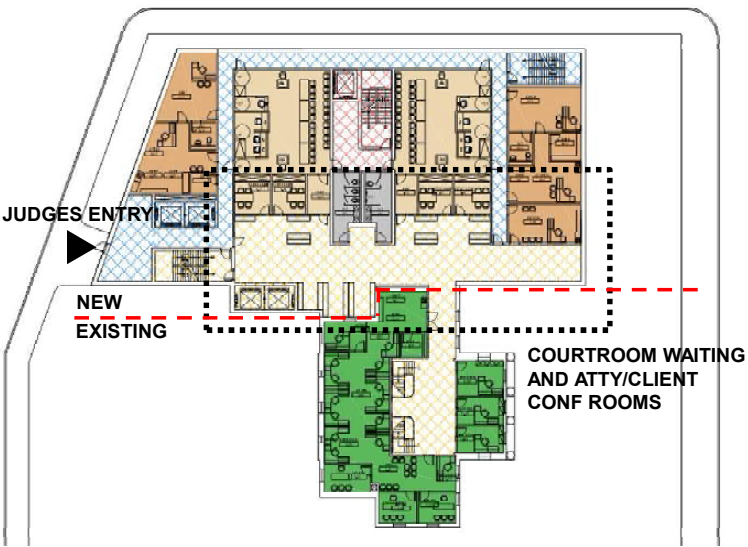 JUDGES ENTRY
NEW
EXISTING
COURTROOM WAITING
AND ATTY/CLIENT
CONF ROOMS